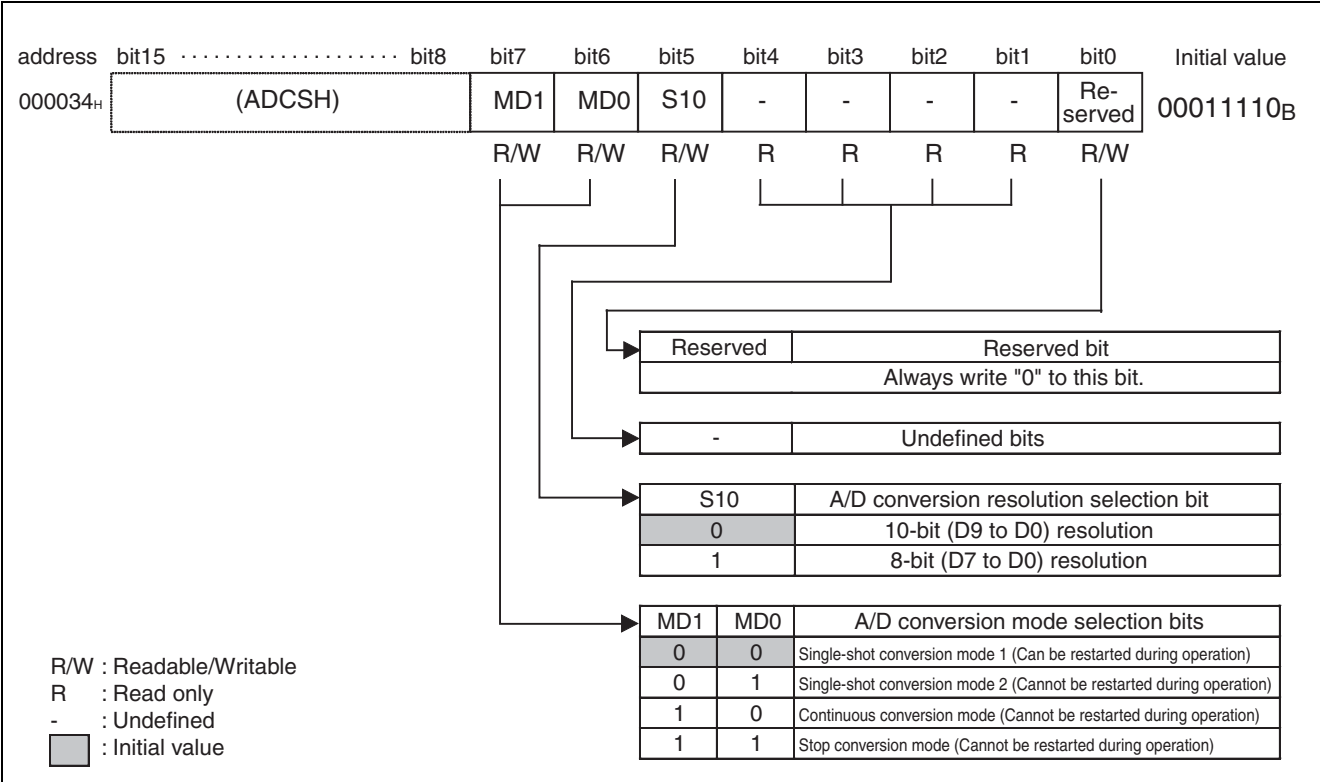 address bit15 ···················· bit8 bit7 bit6 bit5 bit4 bit3 bit2 bit1 bit0 Initial value
000034H (ADCSH) MD1 MD0 S10 - - - - Re-
served 00011110B
R/W R/W R/W R R R R R/W
Reserved Reserved bit
Always write "0" to this bit.
- Undefined bits
S10 A/D conversion resolution selection bit
0 10-bit (D9 to D0) resolution
1 8-bit (D7 to D0) resolution
MD1 MD0 A/D conversion mode selection bits
0 0 Single-shot conversion mode 1 (Can be restarted during operation)
0 1 Single-shot conversion mode 2 (Cannot be restarted during operation)
1 0 Continuous conversion mode (Cannot be restarted during operation)
1 1 Stop conversion mode (Cannot be restarted during operation)
R/W : Readable/Writable
R : Read only
- : Undefined
: Initial value